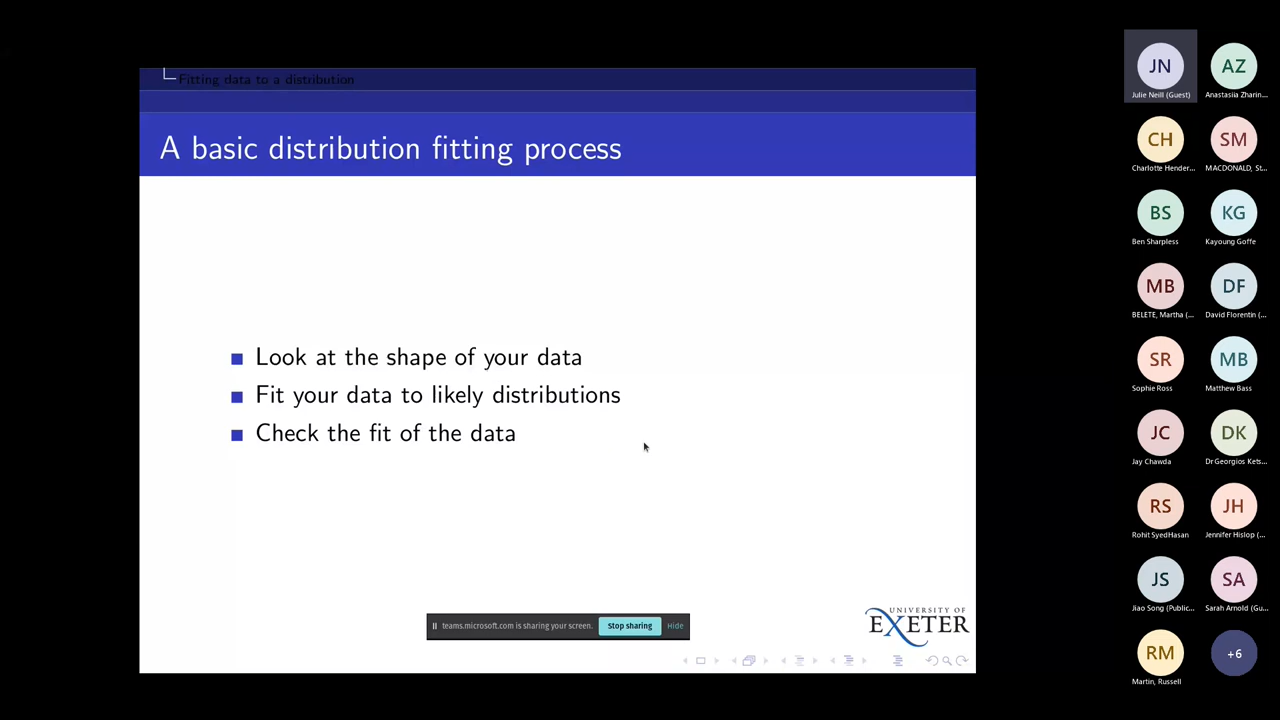 Fitting data to a distribution
A basic distribution fitting process
Look at the shape of your data
Fit your data to likely distributions
Check the fit of the data
teams.microsoft.com is sharing your screen.
Stop sharing
Hide
UNIVERSITY OF
EXETER
JN
AZ
Julie Neill (Guest)
Anastasiia Zharin...
CH
SM
Charlotte Hender...
MACDONALD, St...
BS
KG
Ben Sharpless
Kayoung Goffe
MB
DF
BELETE, Martha (...
David Florentin (...
SR
MB
Sophie Ross
Matthew Bass
JC
DK
Jay Chawda
Dr Georgios Kets...
RS
JH
Rohit SyedHasan
Jennifer Hislop (...
JS
SA
Jiao Song (Public...
Sarah Arnold (Gu...
RM
+6
Martin, Russell